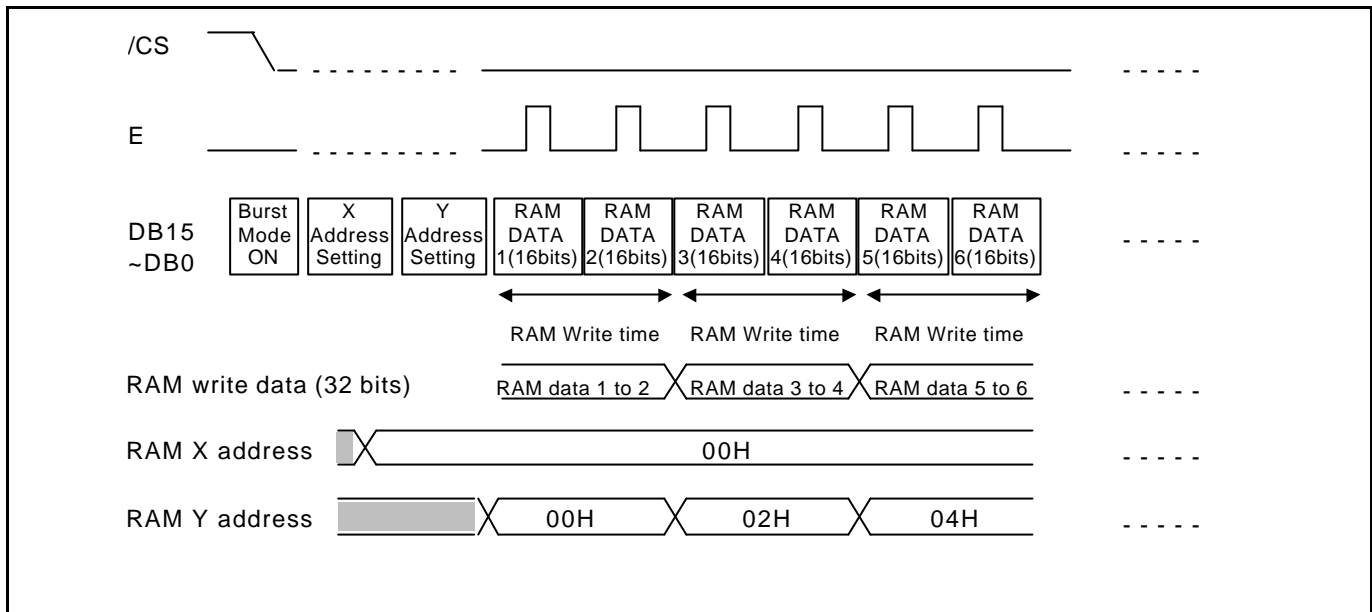 /CS
E
DB15
~DB0
Burst
Mode
ON
X
Address
Setting
Y
Address
Setting
RAM
DATA
1(16bits)
RAM
DATA
2(16bits)
RAM
DATA
3(16bits)
RAM
DATA
4(16bits)
RAM
DATA
5(16bits)
RAM
DATA
6(16bits)
RAM Write time
RAM Write time
RAM Write time
RAM write data (32 bits)
RAM data 1 to 2
RAM data 3 to 4
RAM data 5 to 6
RAM X address
00H
RAM Y address
00H
02H
04H